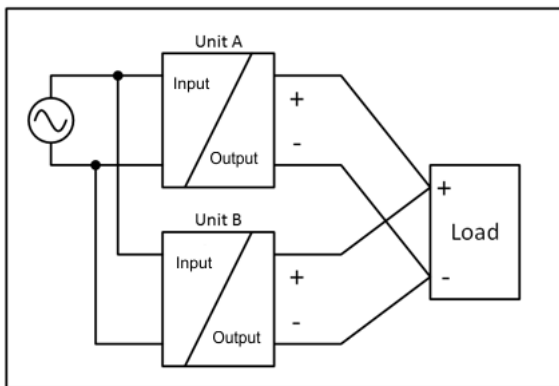 Unit A
Input
+
-
Output
+
Load
-
Unit B
Input
+
-
Output